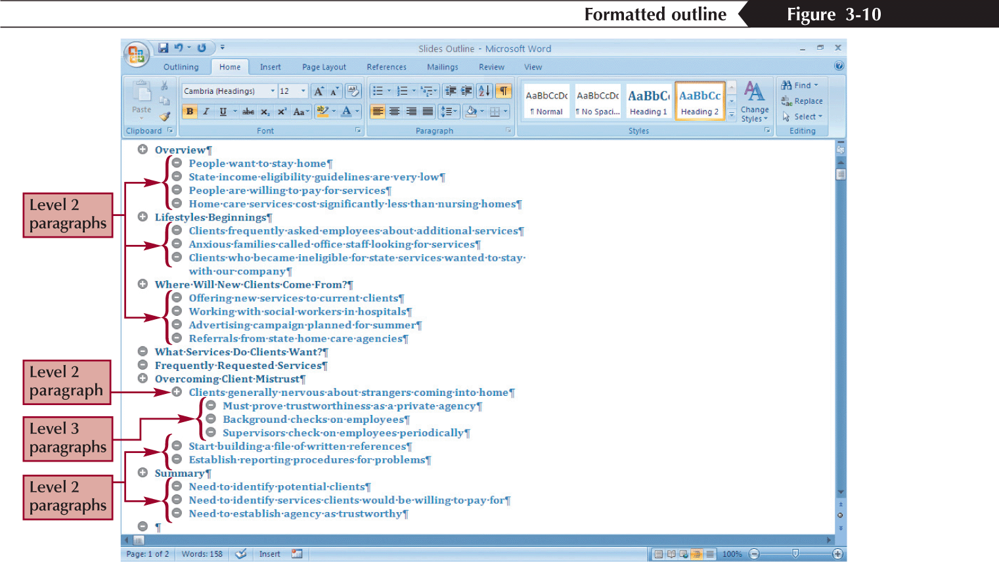 Formatted outline Figure 3-10
Slides Outline - Microsoft Word
Outlining Home Insert Page Layout References Mailings Review View
Cambria (Headings) 12
AaBbCcDc AaBbCcDc AaBbC AaBbCc
Find
Replace
Select
Paste
B I U abc x₂ x² Aa A
¶ Normal ¶ No Spaci... Heading 1 Heading 2
Change
Styles
Clipboard Font Paragraph Styles Editing
Overview¶
People·want·to·stay·home¶
State·income·eligibility·guidelines·are·very·low¶
People·are·willing·to·pay·for·services¶
Home·care·services·cost·significantly·less·than·nursing·homes¶
Level 2
paragraphs
Lifestyles·Beginnings¶
Clients·frequently·asked·employees·about·additional·services¶
Anxious·families·called·office·staff·looking·for·services¶
Clients·who·became·ineligible·for·state·services·wanted·to·stay·
with·our·company¶
Where·Will·New·Clients·Come·From?¶
Offering·new·services·to·current·clients¶
Working·with·social·workers·in·hospitals¶
Advertising·campaign·planned·for·summer¶
Referrals·from·state·home·care·agencies¶
What·Services·Do·Clients·Want?¶
Frequently·Requested·Services¶
Overcoming·Client·Mistrust¶
Level 2
paragraph
Clients·generally·nervous·about·strangers·coming·into·home¶
Must·prove·trustworthiness·as·a·private·agency¶
Background·checks·on·employees¶
Supervisors·check·on·employees·periodically¶
Level 3
paragraphs
Start·building·a·file·of·written·references¶
Establish·reporting·procedures·for·problems¶
Summary¶
Need·to·identify·potential·clients¶
Need·to·identify·services·clients·would·be·willing·to·pay·for¶
Need·to·establish·agency·as·trustworthy¶
Level 2
paragraphs
¶
Page: 1 of 2 Words: 158 Insert 100%